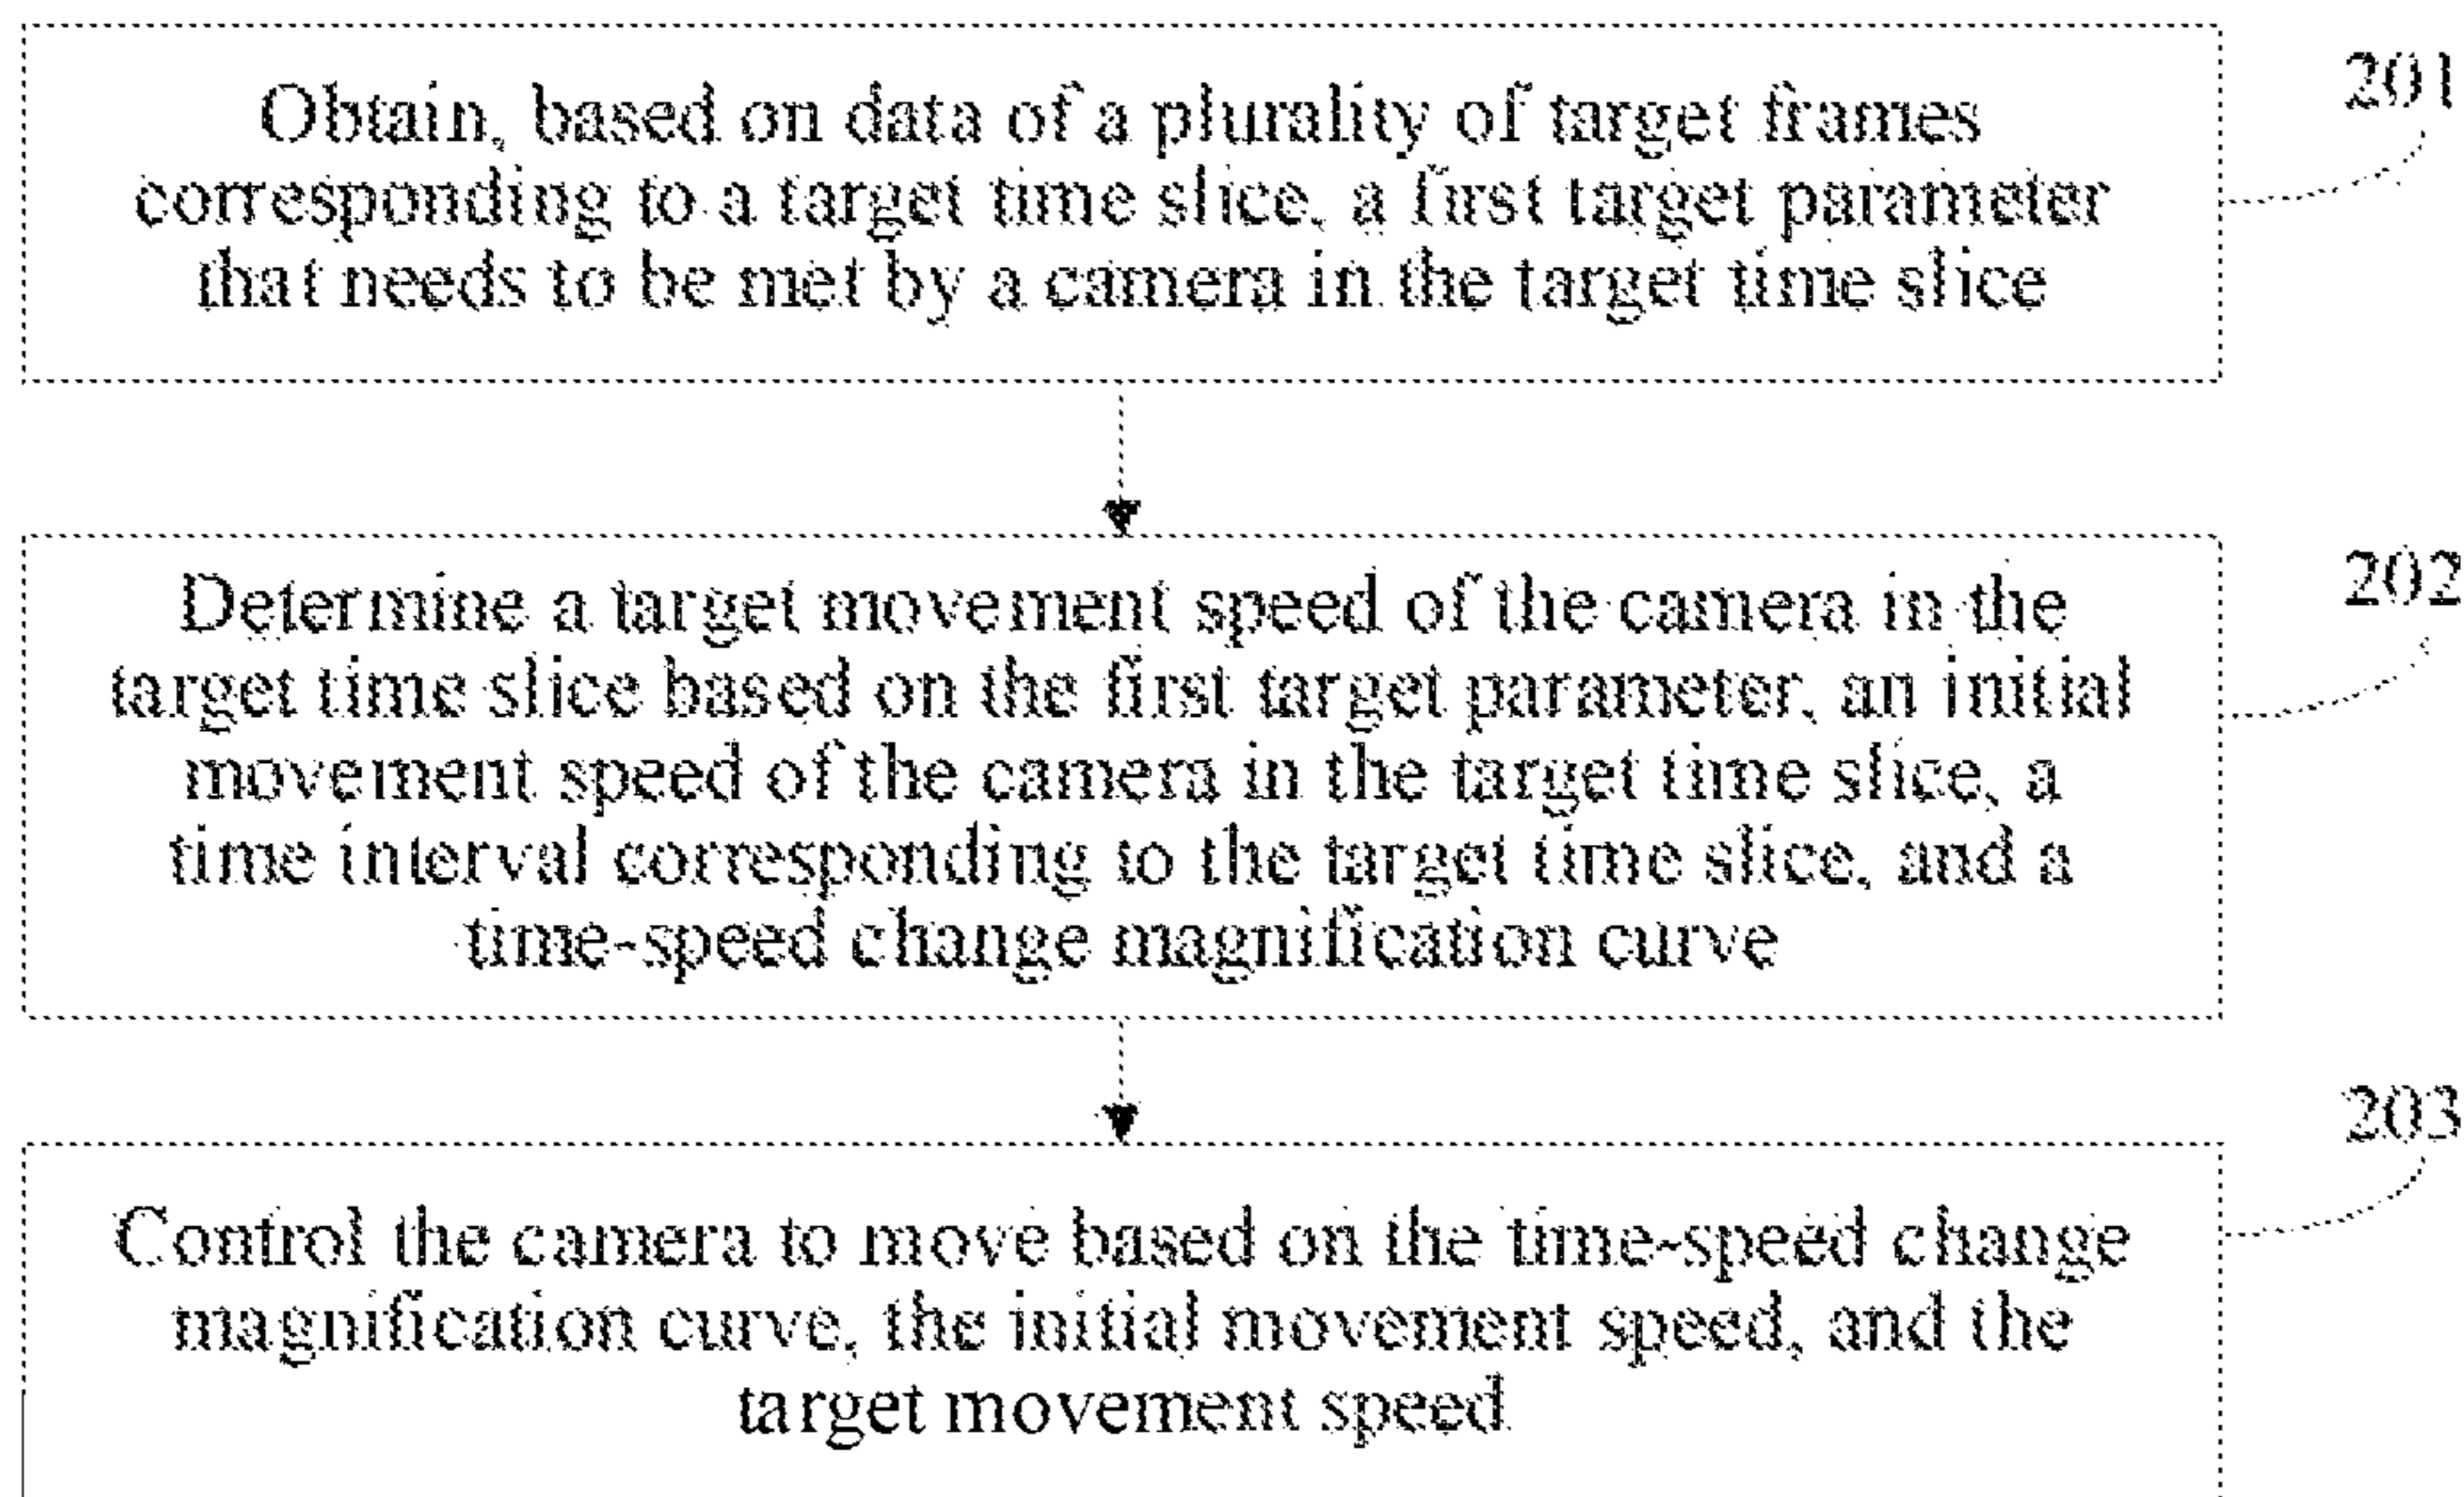 Obtain, based on data of a plurality of target frames
corresponding to a target time slice, a first target parameter
that needs to be met by a camera in the target time slice
201
Determine a target movement speed of the camera in the
target time slice based on the first target parameter, an initial
movement speed of the camera in the target time slice, a
time interval corresponding to the target time slice, and a
time-speed change magnification curve
202
Control the camera to move based on the time-speed change
magnification curve, the initial movement speed, and the
target movement speed
203